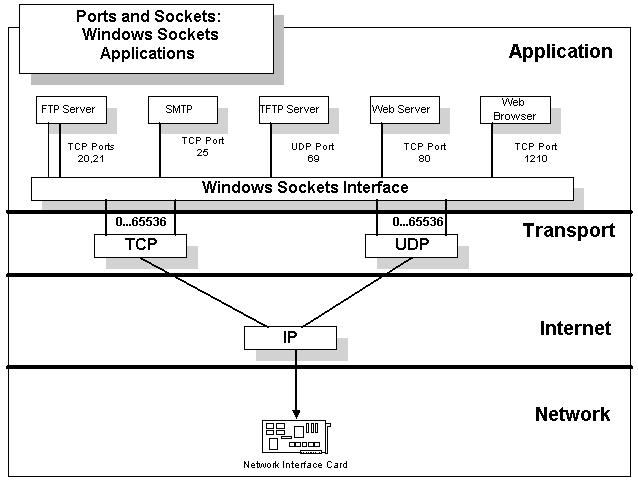 Ports and Sockets:
Windows Sockets
Applications
Application
FTP Server
SMTP
TFTP Server
Web Server
Web
Browser
TCP Ports
20,21
TCP Port
25
UDP Port
69
TCP Port
80
TCP Port
1210
Windows Sockets Interface
0...65536
0...65536
Transport
TCP
UDP
Internet
IP
Network
Network Interface Card